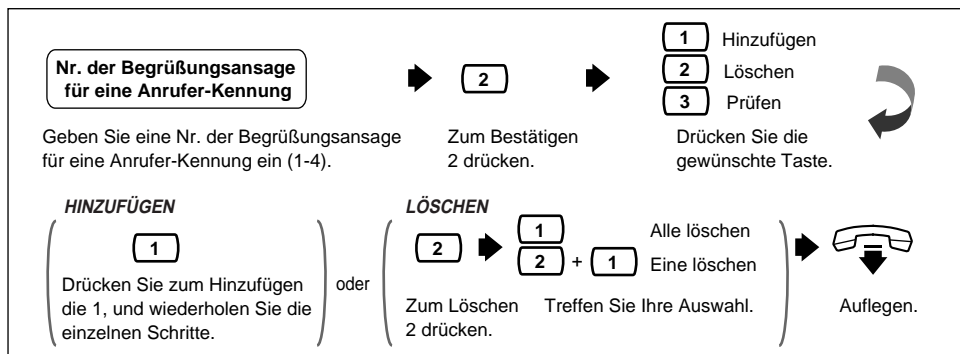 Nr. der Begrüßungsansage
für eine Anrufer-Kennung
2
1 Hinzufügen
2 Löschen
3 Prüfen
Geben Sie eine Nr. der Begrüßungsansage
für eine Anrufer-Kennung ein (1-4).
Zum Bestätigen
2 drücken.
Drücken Sie die
gewünschte Taste.
HINZUFÜGEN
1
Drücken Sie zum Hinzufügen
die 1, und wiederholen Sie die
einzelnen Schritte.
oder
LÖSCHEN
2
1 Alle löschen
2 + 1 Eine löschen
Zum Löschen
2 drücken.
Treffen Sie Ihre Auswahl.
Auflegen.